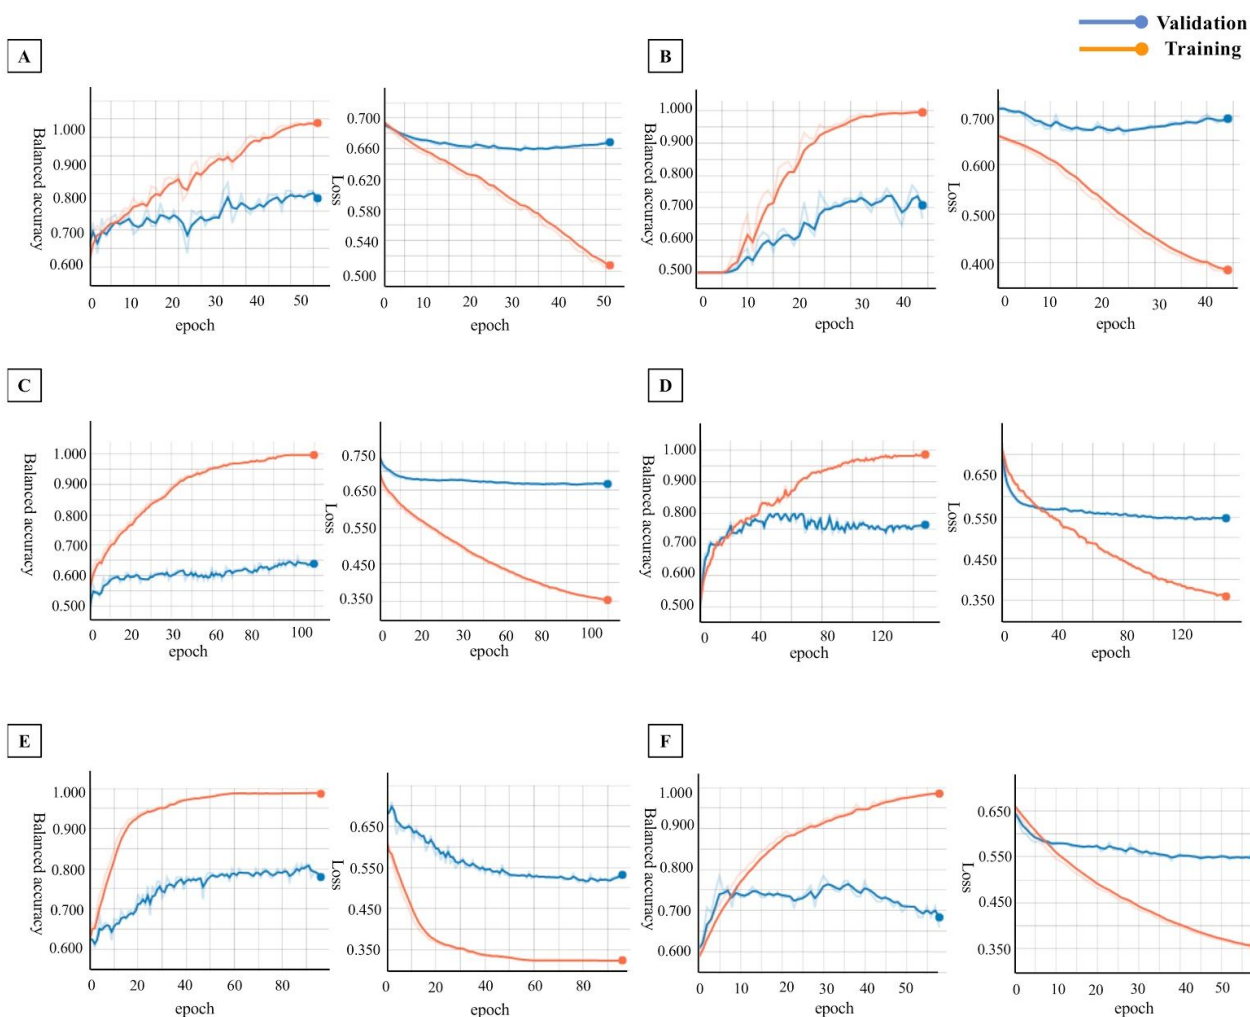 Validation
Training
A
Balanced accuracy
1.000
0.900
0.800
0.700
0.600
0 10 20 30 40 50
epoch
Loss
0.700
0.660
0.620
0.580
0.540
0.500
0 10 20 30 40 50
epoch
B
Balanced accuracy
1.000
0.900
0.800
0.700
0.600
0.500
0 10 20 30 40
epoch
Loss
0.700
0.600
0.500
0.400
0 10 20 30 40
epoch
C
Balanced accuracy
1.000
0.900
0.800
0.700
0.600
0.500
0 20 30 60 80 100
epoch
Loss
0.750
0.650
0.550
0.450
0.350
0 20 30 60 80 100
epoch
D
Balanced accuracy
1.000
0.900
0.800
0.700
0.600
0.500
0 40 80 120
epoch
Loss
0.650
0.550
0.450
0.350
0 40 80 120
epoch
E
Balanced accuracy
1.000
0.900
0.800
0.700
0.600
0 20 40 60 80
epoch
Loss
0.650
0.550
0.450
0.350
0 20 40 60 80
epoch
F
Balanced accuracy
1.000
0.900
0.800
0.700
0.600
0 10 20 30 40 50
epoch
Loss
0.650
0.550
0.450
0.350
0 10 20 30 40 50
epoch